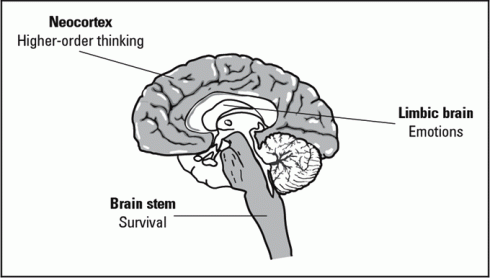 Neocortex
Higher-order thinking
Limbic brain
Emotions
Brain stem
Survival